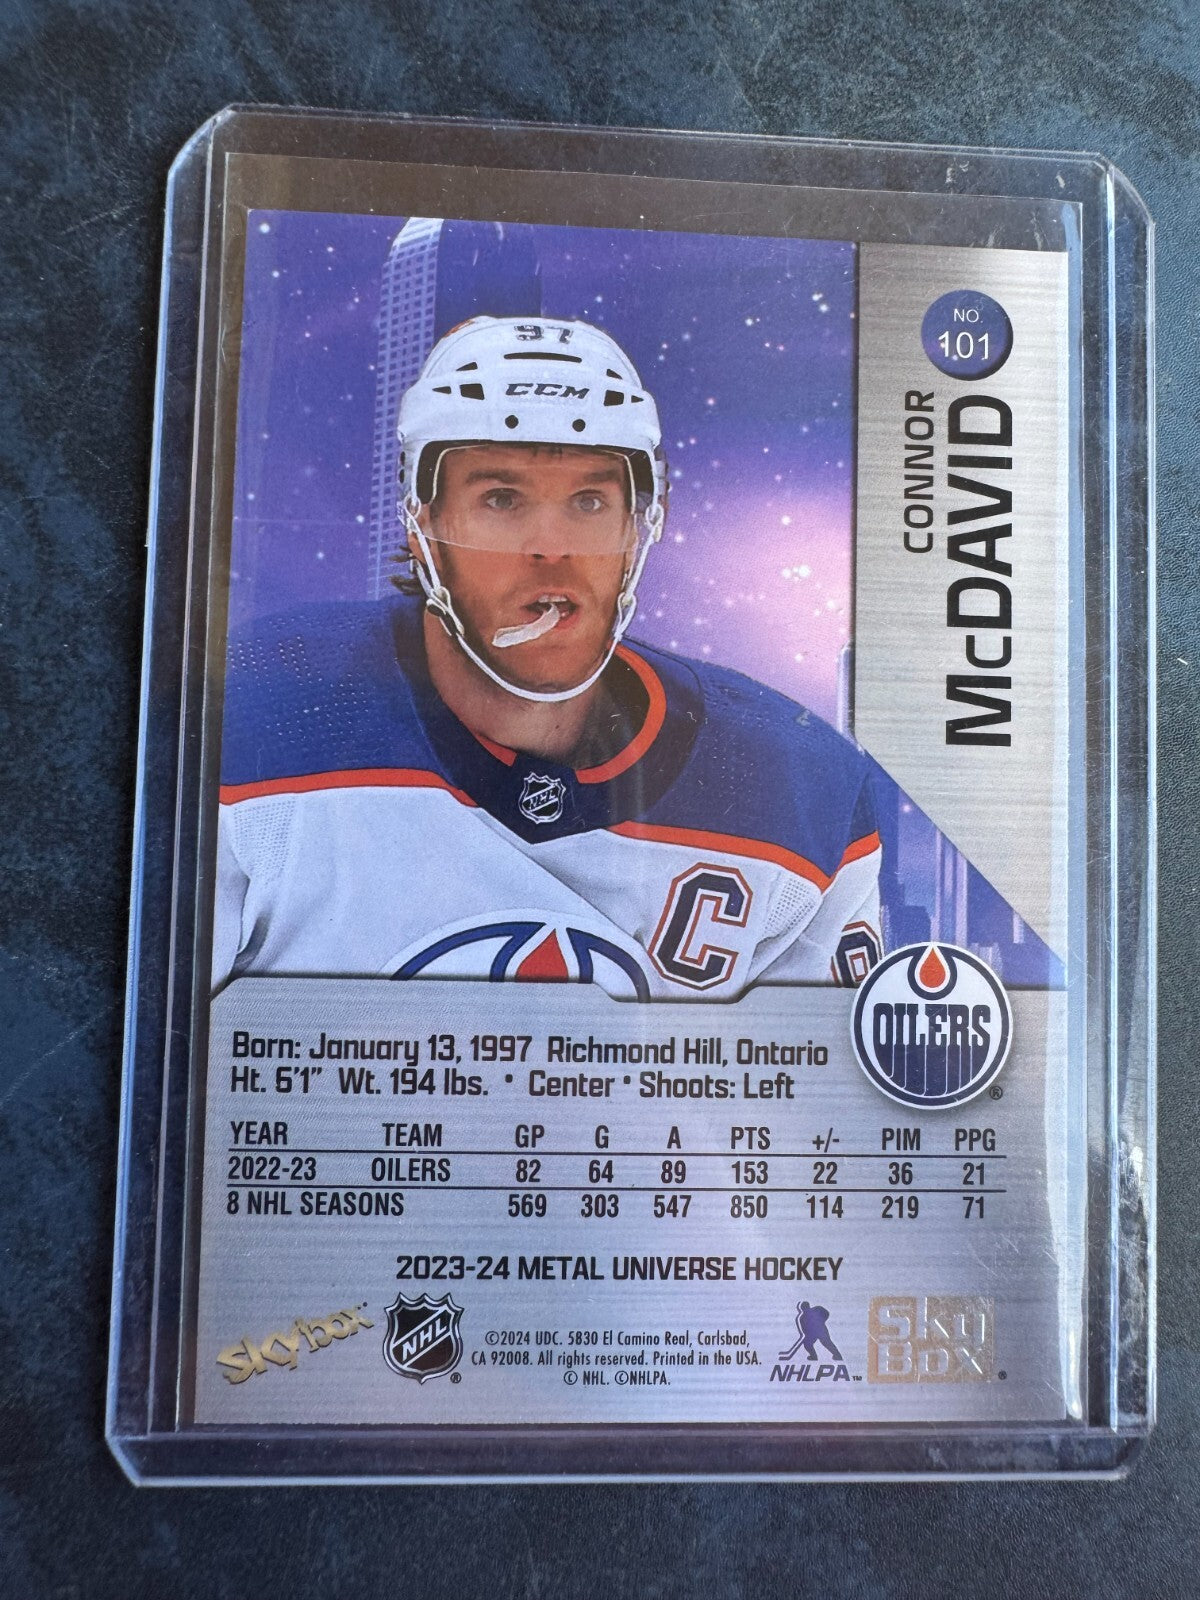 NO.
101
CONNOR
McDAVID
97
CCM
NHL
C
9
OILERS
®
Born: January 13, 1997 Richmond Hill, Ontario
Ht. 6'1" Wt. 194 lbs. • Center • Shoots: Left
YEAR TEAM GP G A PTS +/- PIM PPG
2022-23 OILERS 82 64 89 153 22 36 21
8 NHL SEASONS 569 303 547 850 114 219 71
2023-24 METAL UNIVERSE HOCKEY
SKYBOX
NHL ®
©2024 UDC. 5830 El Camino Real, Carlsbad,
CA 92008. All rights reserved. Printed in the USA.
© NHL. ©NHLPA.
NHLPA™
SKY
BOX ®